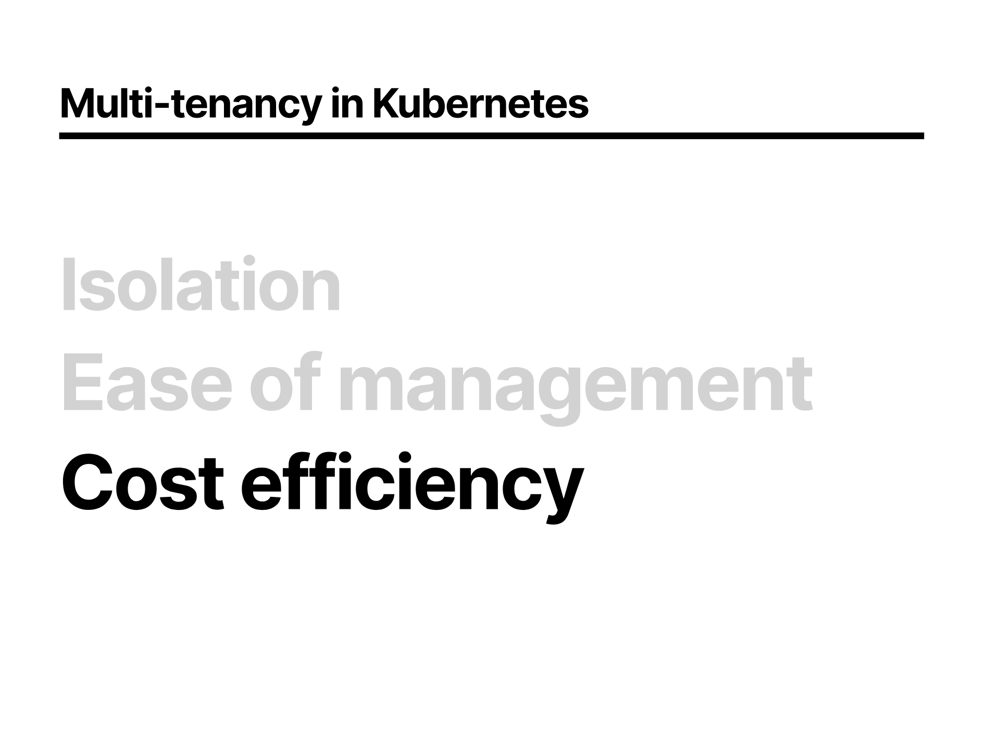 Multi-tenancy in Kubernetes
Isolation
Ease of management
Cost efficiency